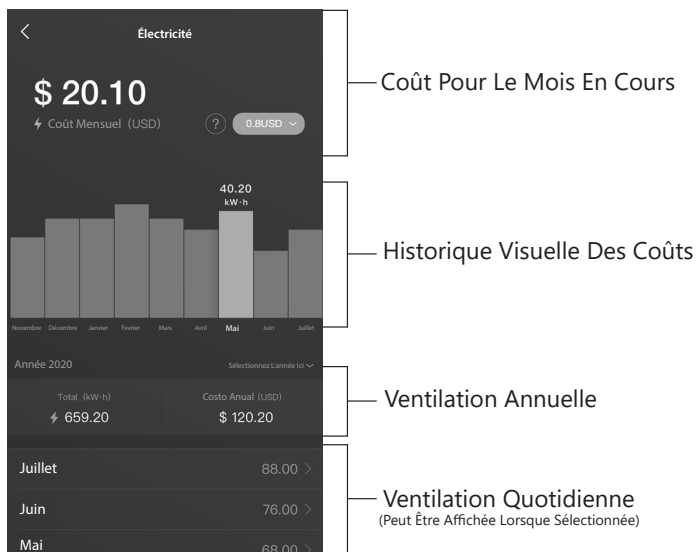 Électricité
$ 20.10
Coût Mensuel (USD)
?
0.8USD
Coût Pour Le Mois En Cours
40.20
kW·h
Historique Visuelle Des Coûts
Novembre Décembre Janvier Fevrier Mars Avril Mai Juin Juillet
Année 2020
Sélectionnez L'année Ici
Total (kW·h)
Costo Anual (USD)
659.20
$ 120.20
Ventilation Annuelle
Juillet 88.00
Juin 76.00
Mai 68.00
Ventilation Quotidienne
(Peut Être Affichée Lorsque Sélectionnée)